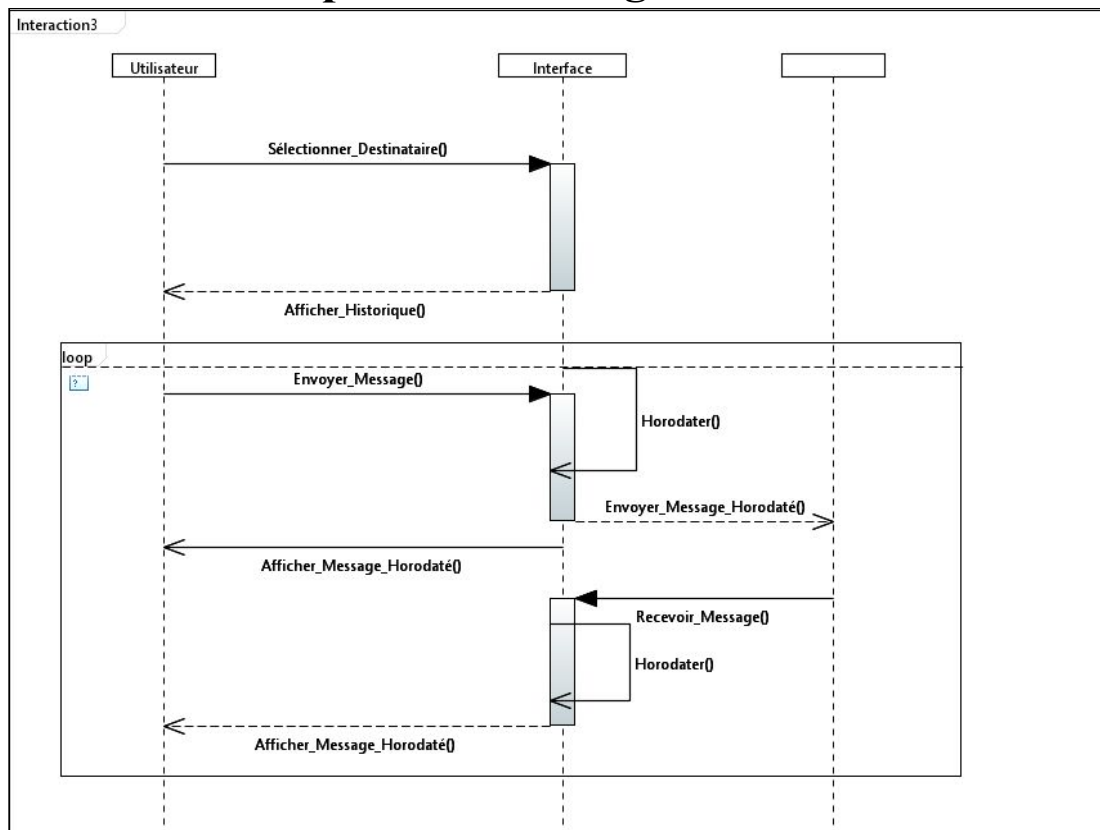 Interaction3
Utilisateur
Interface
Sélectionner_Destinataire()
Afficher_Historique()
loop
?
Envoyer_Message()
Horodater()
Envoyer_Message_Horodaté()
Afficher_Message_Horodaté()
Recevoir_Message()
Horodater()
Afficher_Message_Horodaté()